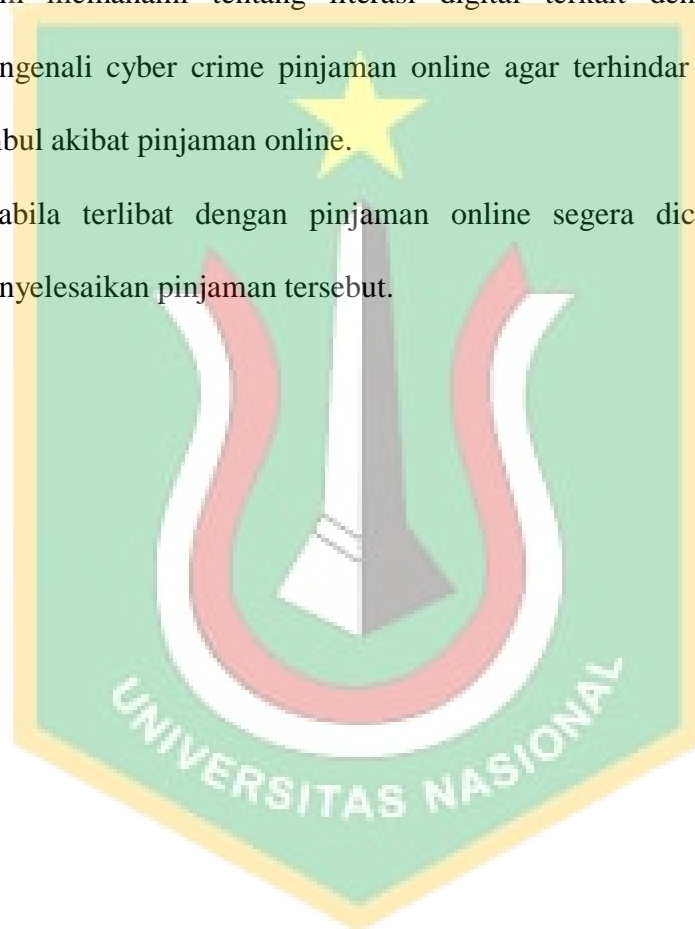 memahami tentang literasi digital terkait
ngenali cyber crime pinjaman online agar terhindar
bul akibat pinjaman online.
abila terlibat dengan pinjaman online segera dic
nyelesaikan pinjaman tersebut.
UNIVERSITAS NASIONAL